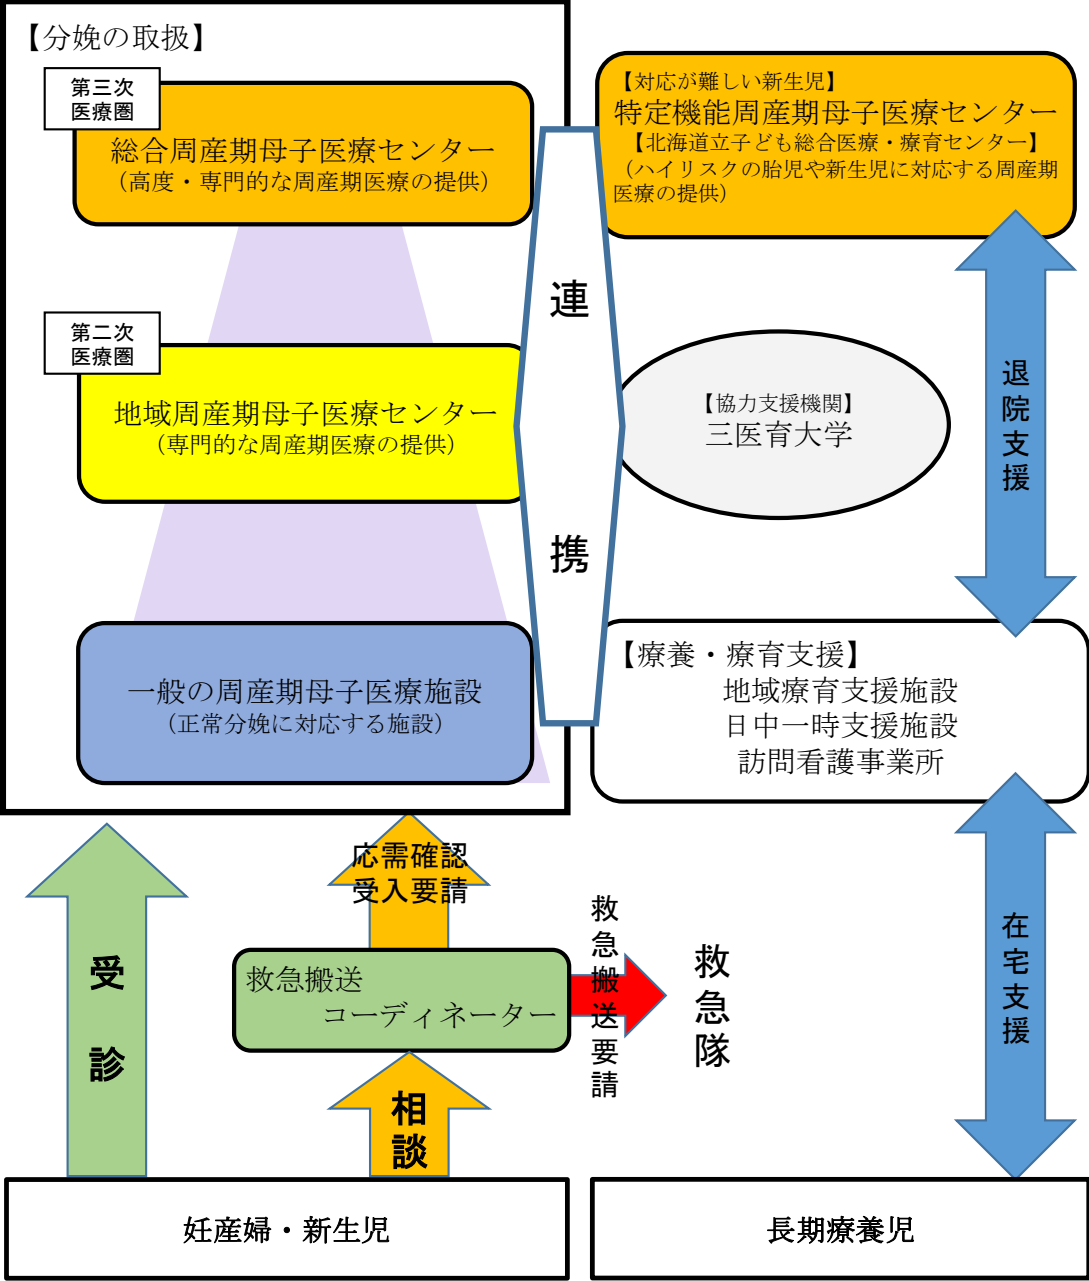 【分娩の取扱】
第三次
医療圏
総合周産期母子医療センター
（高度・専門的な周産期医療の提供）
第二次
医療圏
地域周産期母子医療センター
（専門的な周産期医療の提供）
一般の周産期母子医療施設
（正常分娩に対応する施設）
連携
【対応が難しい新生児】
特定機能周産期母子医療センター
【北海道立子ども総合医療・療育センター】
（ハイリスクの胎児や新生児に対応する周産期
医療の提供）
【協力支援機関】
三医育大学
退院支援
【療養・療育支援】
地域療育支援施設
日中一時支援施設
訪問看護事業所
受診
応需確認
受入要請
救急搬送
コーディネーター
救急搬送要請
救急隊
相談
在宅支援
妊産婦・新生児
長期療養児